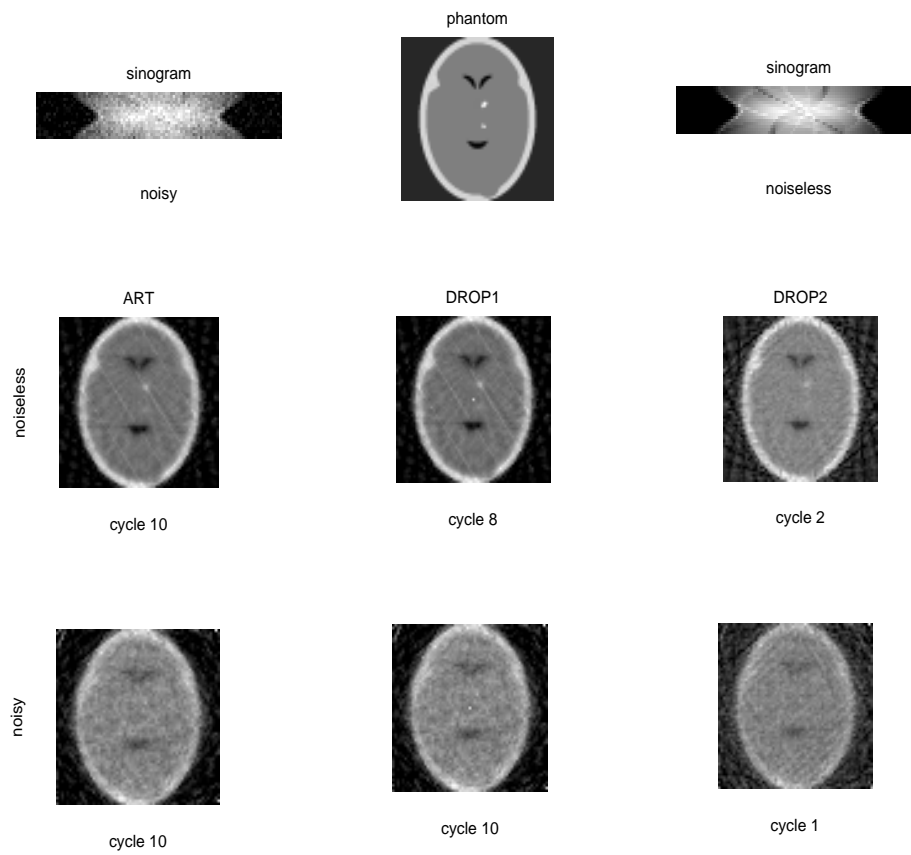 phantom
sinogram
sinogram
noisy
noiseless
ART
DROP1
DROP2
noiseless
cycle 10
cycle 8
cycle 2
noisy
cycle 10
cycle 10
cycle 1